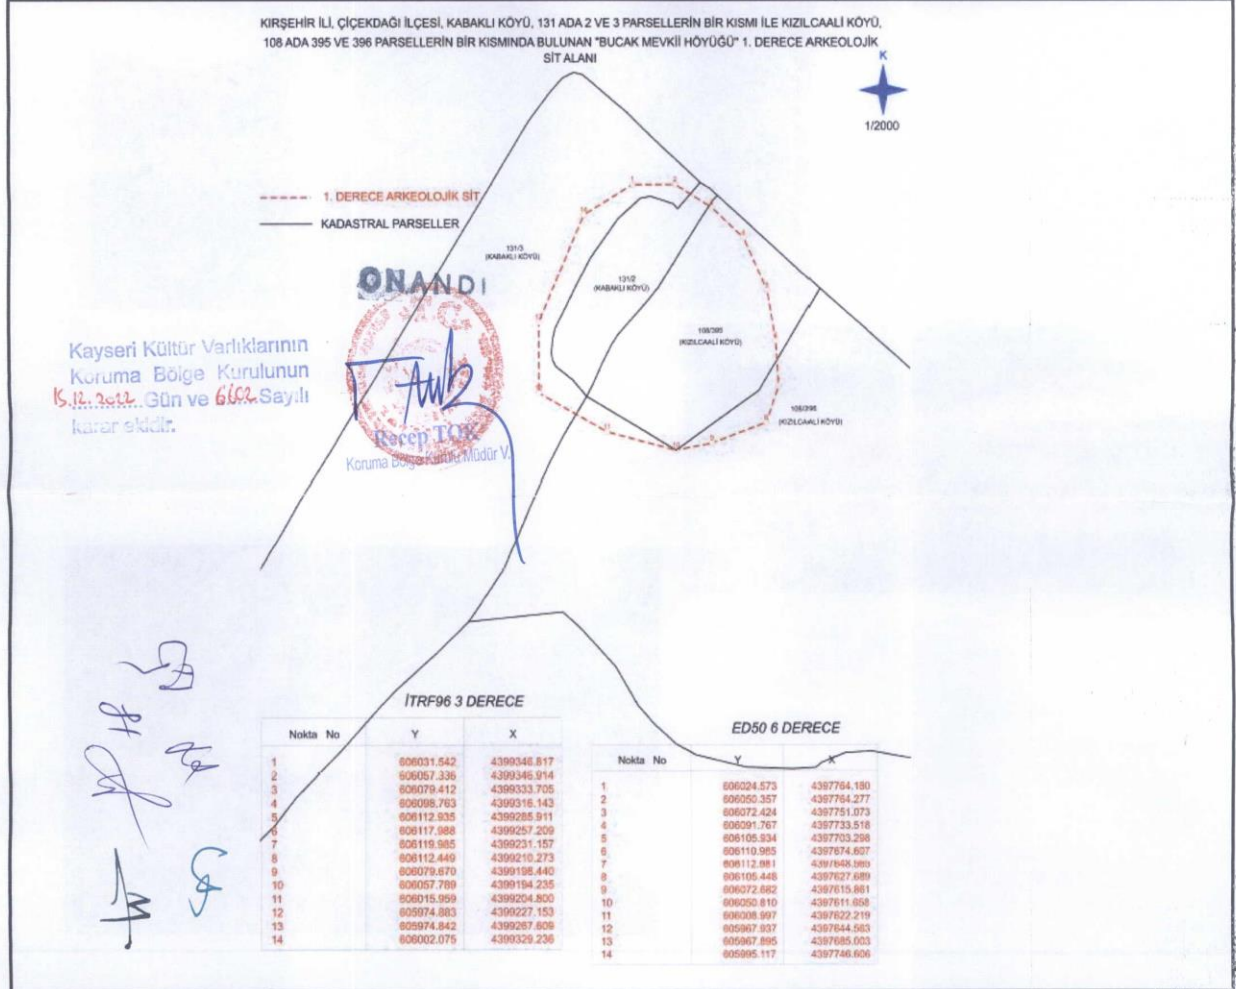 KIRŞEHİR İLİ, ÇİÇEKDAĞI İLÇESİ, KABAKLI KÖYÜ, 131 ADA 2 VE 3 PARSELLERİN BİR KISMI İLE KIZILCAALİ KÖYÜ,
108 ADA 395 VE 396 PARSELLERİN BİR KISMINDA BULUNAN "BUCAK MEVKİİ HÖYÜĞÜ" 1. DERECE ARKEOLOJİK
SİT ALANI
K
1/2000
1. DERECE ARKEOLOJİK SİT
KADASTRAL PARSELLER
131/3
(KABAKLI KÖYÜ)
131/2
(KABAKLI KÖYÜ)
108/395
(KIZILCAALİ KÖYÜ)
108/396
(KIZILCAALİ KÖYÜ)
ONANDI
Kayseri Kültür Varlıklarının
Koruma Bölge Kurulunun
15.12.2022 Gün ve 6602 Sayılı
karar ekidir.
T.C.
Recep TOK
Koruma Bölge Kurulu Müdür V.
İTRF96 3 DERECE
Nokta No Y X
1 606031.542 4399346.817
2 606057.336 4399346.914
3 606079.412 4399333.705
4 606098.763 4399316.143
5 606112.935 4399285.911
6 606117.988 4399257.209
7 606119.985 4399231.157
8 606112.449 4399210.273
9 606079.670 4399198.440
10 606057.789 4399194.235
11 606015.959 4399204.800
12 605974.883 4399227.153
13 605974.842 4399267.609
14 606002.075 4399329.236
ED50 6 DERECE
Nokta No Y X
1 606024.573 4397764.180
2 606050.357 4397764.277
3 606072.424 4397751.073
4 606091.767 4397733.518
5 606105.934 4397703.298
6 606110.985 4397674.607
7 606112.981 4397648.565
8 606105.448 4397627.689
9 606072.682 4397615.861
10 606050.810 4397611.658
11 606008.997 4397622.219
12 605967.937 4397644.563
13 605967.895 4397685.003
14 605995.117 4397746.606